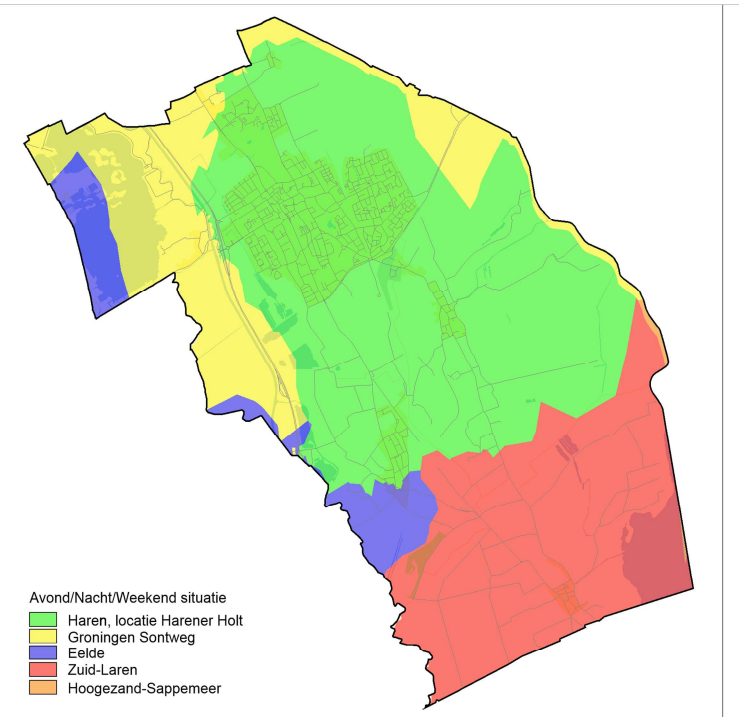 Avond/Nacht/Weekend situatie
Haren, locatie Harener Holt
Groningen Sontweg
Eelde
Zuid-Laren
Hoogezand-Sappemeer